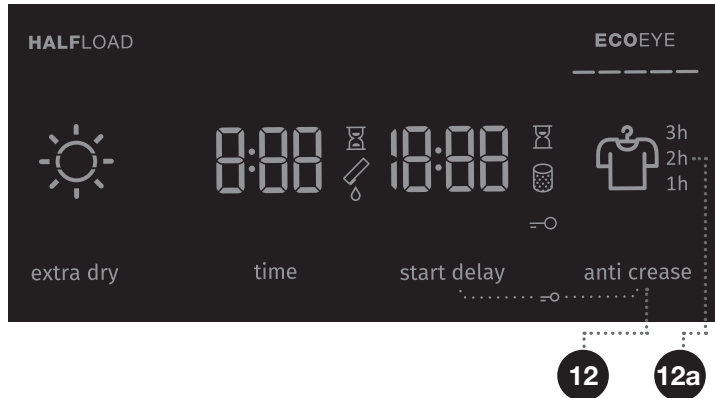 HALFLOAD
ECOEYE
8:88
18:88
3h
2h
1h
extra dry
time
start delay
anti crease
12
12a